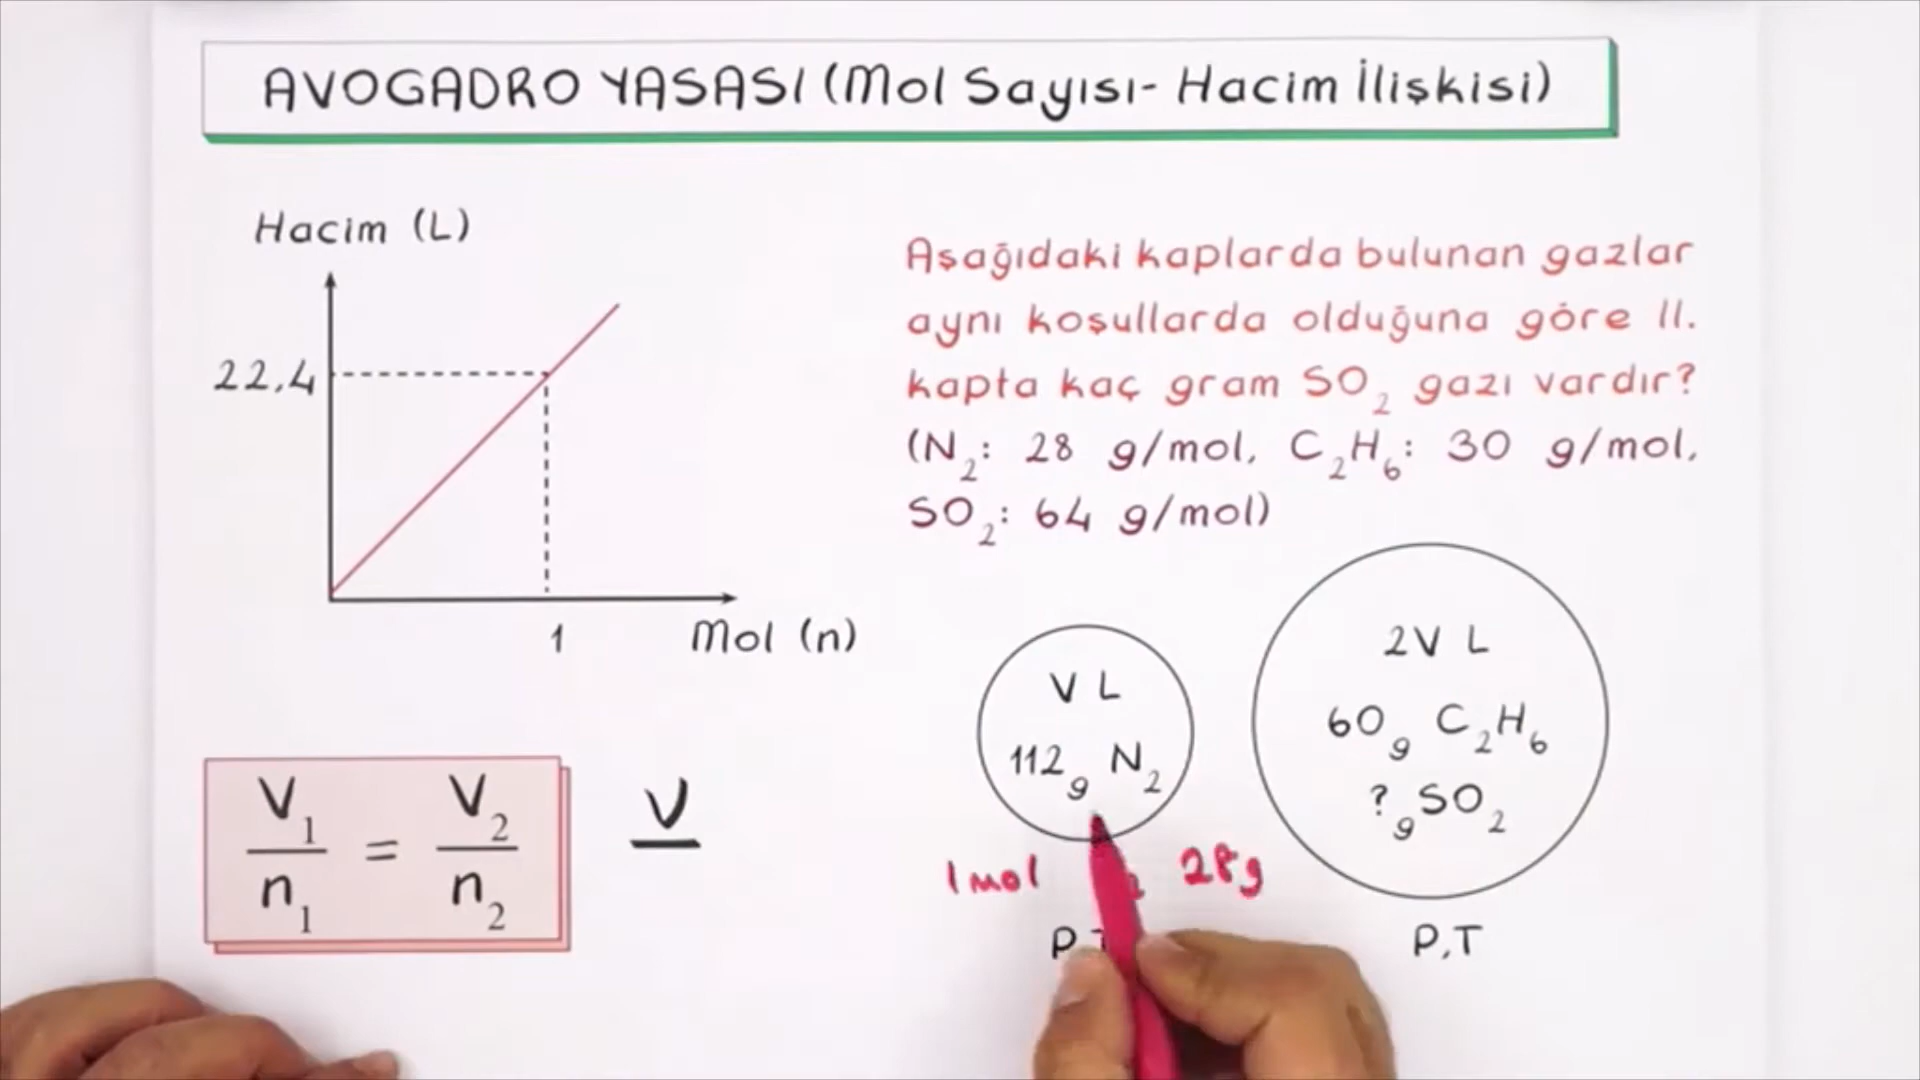 AVOGADRO YASASI (Mol Sayısı- Hacim İlişkisi)
Hacim (L)
22,4
1
Mol (n)
V₁ = V₂
n₁ n₂
V
Aşağıdaki kaplarda bulunan gazlar
aynı koşullarda olduğuna göre II.
kapta kaç gram SO₂ gazı vardır?
(N₂: 28 g/mol, C₂H₆: 30 g/mol,
SO₂: 64 g/mol)
V L
112g N₂
1mol 28g
P
2V L
60g C₂H₆
?g SO₂
P,T